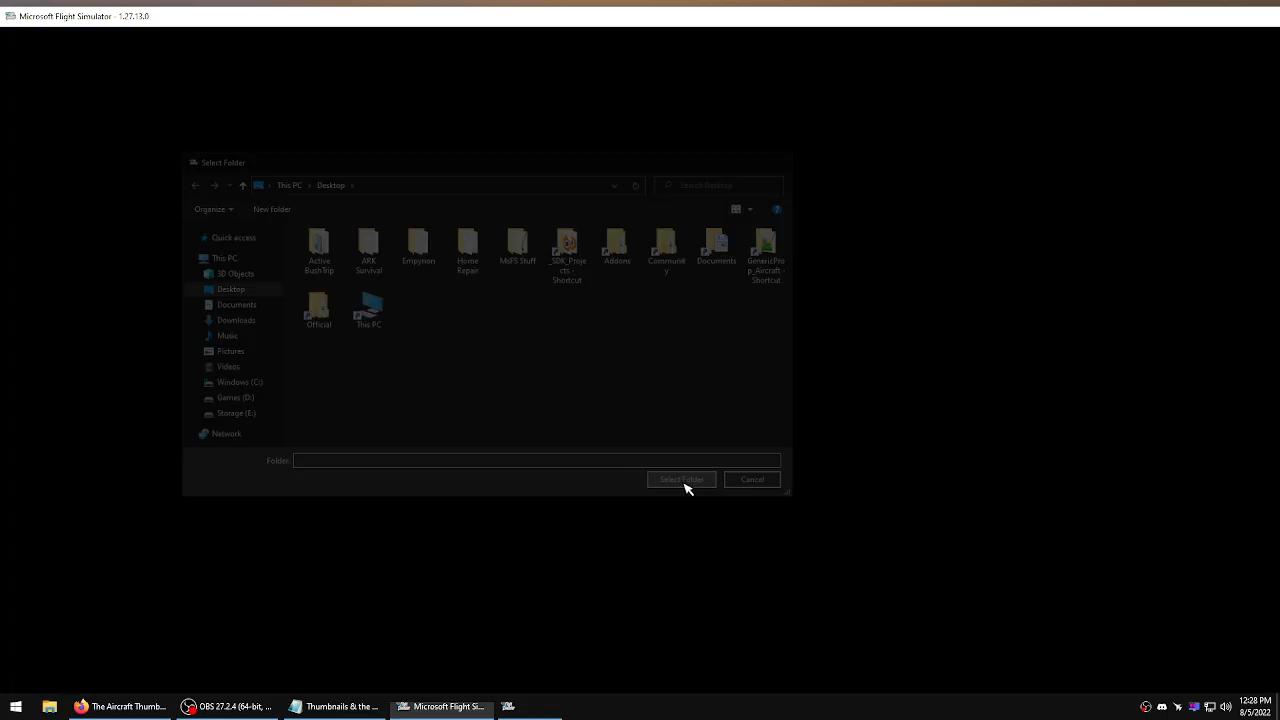 Microsoft Flight Simulator - 1.27.13.0
Select Folder
This PC > Desktop >
Search Desktop
Organize
New folder
Quick access
This PC
3D Objects
Desktop
Documents
Downloads
Music
Pictures
Videos
Windows (C:)
Games (D:)
Storage (E:)
Network
Active
BushTrip
ARK
Survival
Empyrion
Home
Repair
MsFS Stuff
_SDK_Proje
cts -
Shortcut
Addons
Communit
y
Documents
GenericPro
p_Aircraft -
Shortcut
Official
This PC
Folder:
Select Folder
Cancel
The Aircraft Thumb...
OBS 27.2.4 (64-bit, ...
Thumbnails & the ...
Microsoft Flight Si...
12:28 PM
8/5/2022